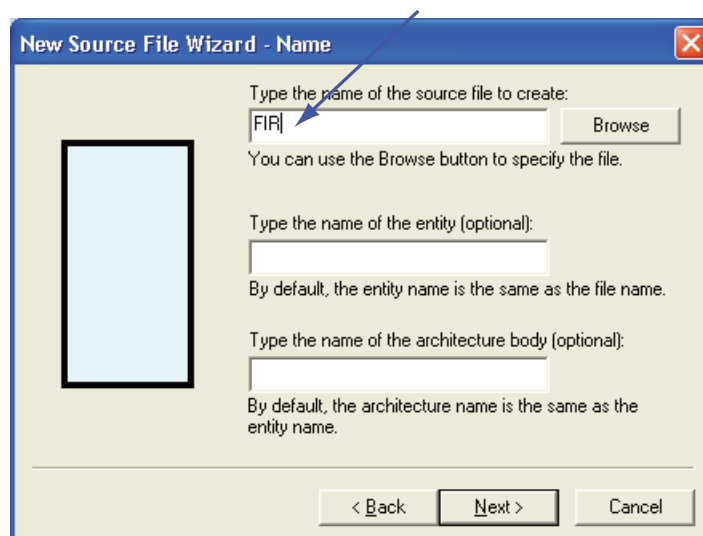 New Source File Wizard - Name
Type the name of the source file to create:
FIR
Browse
You can use the Browse button to specify the file.
Type the name of the entity (optional):
By default, the entity name is the same as the file name.
Type the name of the architecture body (optional):
By default, the architecture name is the same as the
entity name.
< Back
Next >
Cancel